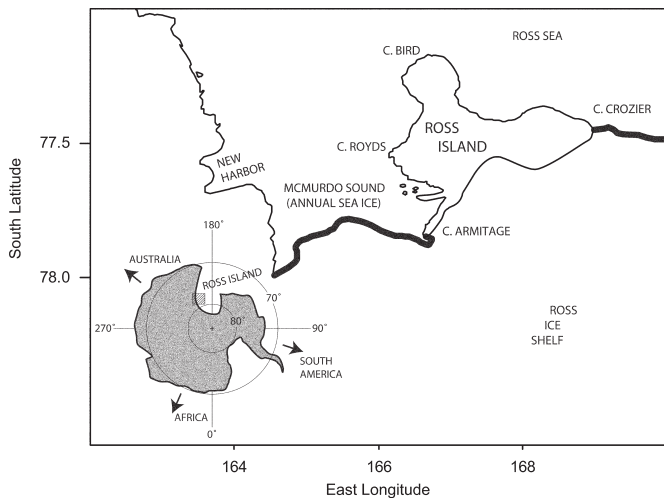 ROSS SEA
C. BIRD
C. CROZIER
77.5
ROSS
ISLAND
C. ROYDS
NEW
HARBOR
MCMURDO SOUND
(ANNUAL SEA ICE)
C. ARMITAGE
South Latitude
78.0
180°
AUSTRALIA
ROSS ISLAND
70°
80°
270°
90°
SOUTH
AMERICA
AFRICA
0°
ROSS
ICE
SHELF
164
166
168
East Longitude